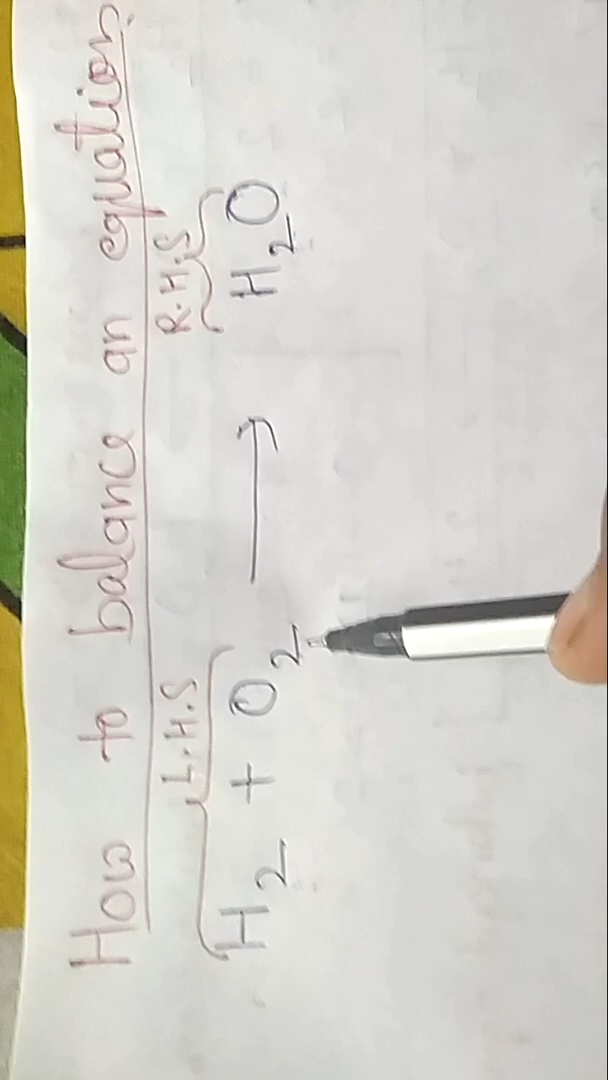 How to balance an equation?
L.H.S R.H.S
H₂ + O₂ ⟶ H₂O